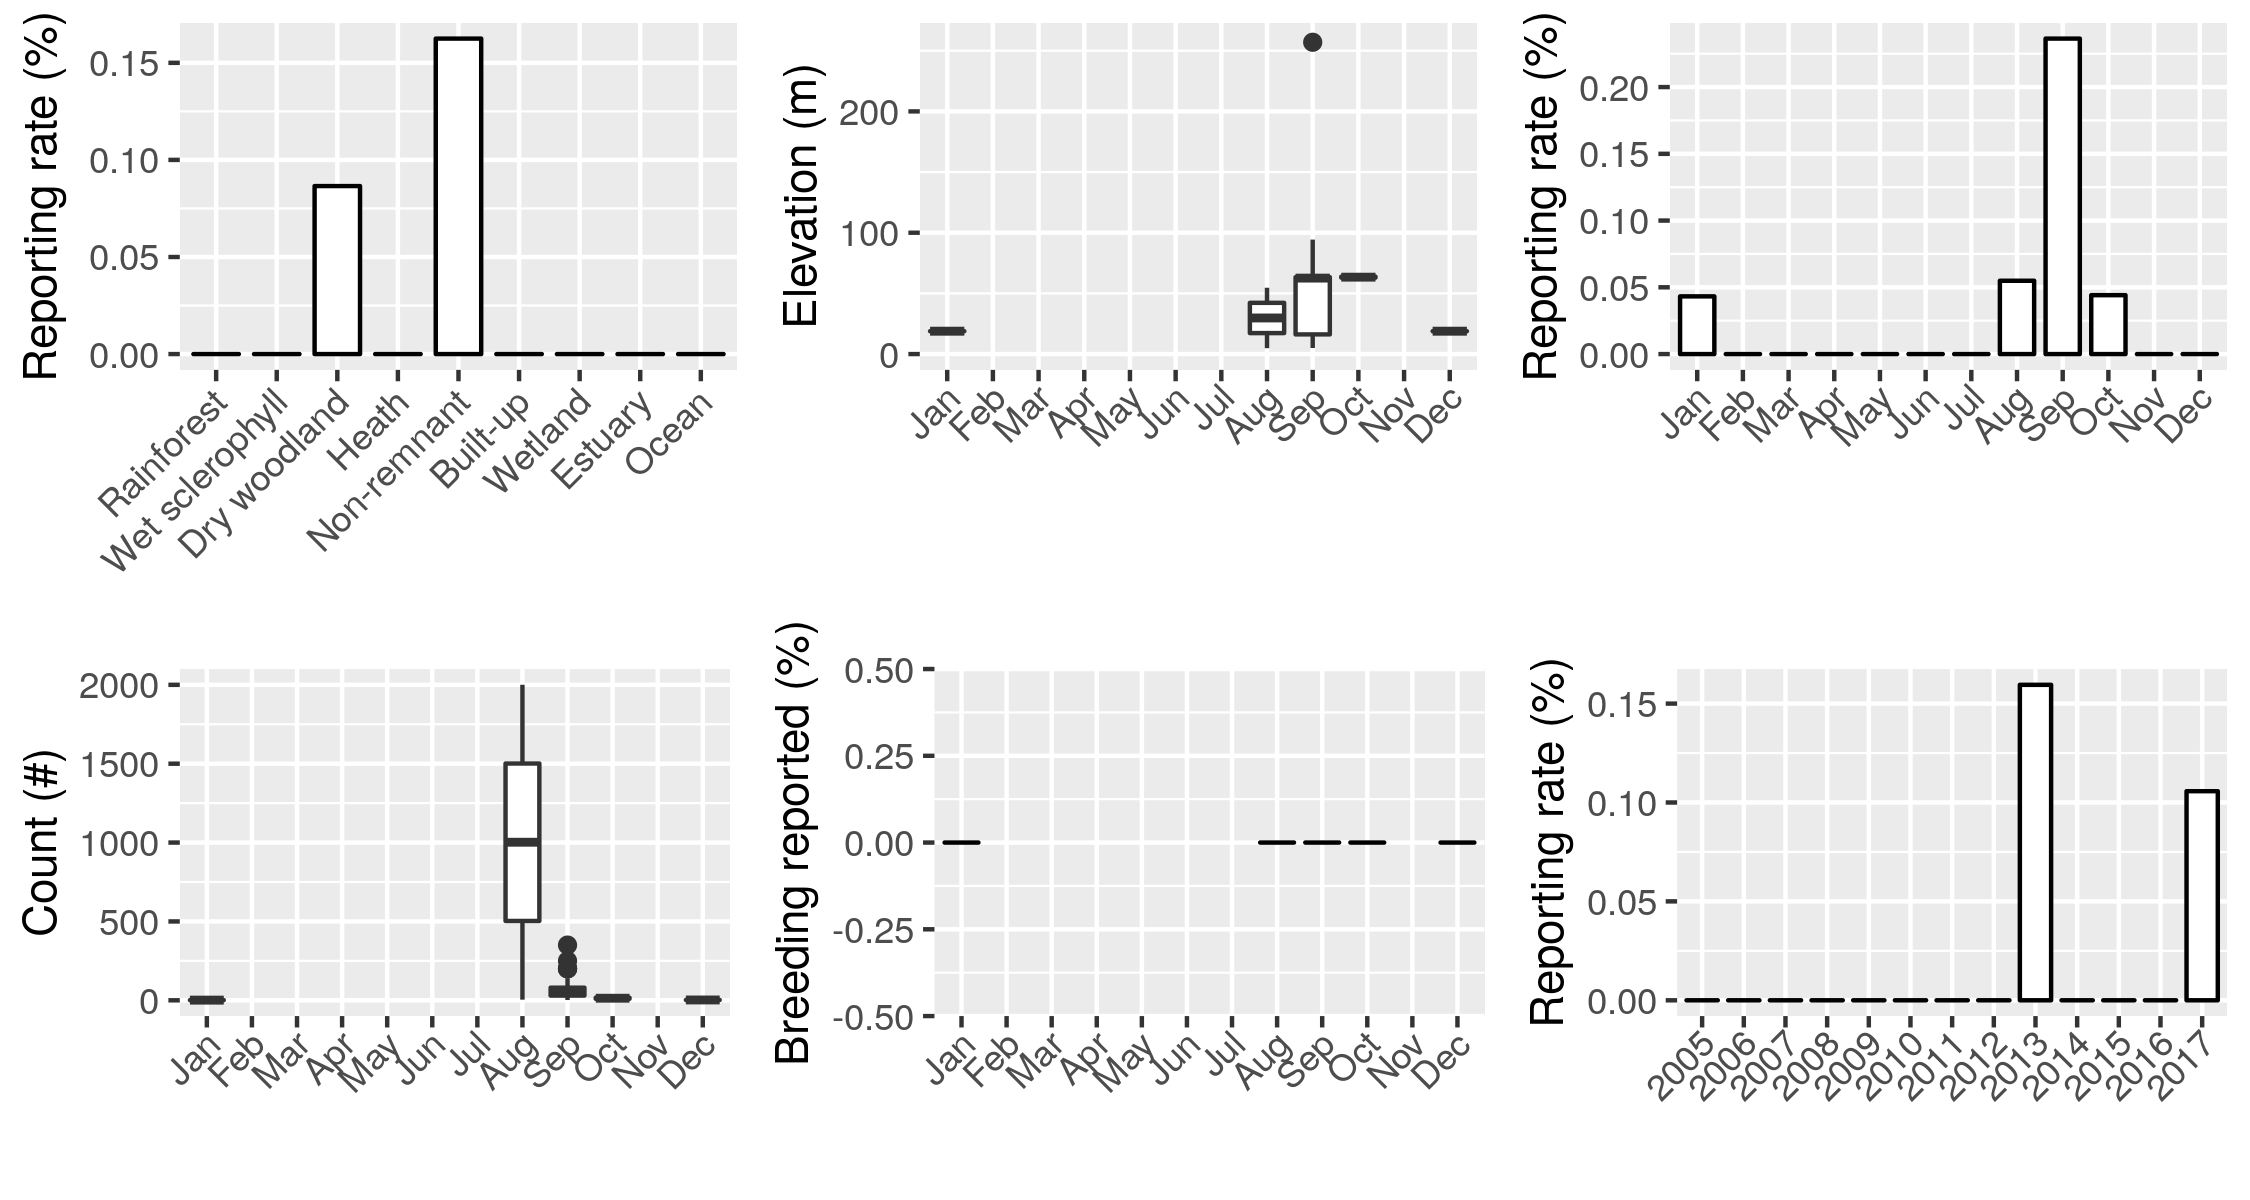 Reporting rate (%)
0.15
0.10
0.05
0.00
Rainforest
Wet sclerophyll
Dry woodland
Heath
Non-remnant
Built-up
Wetland
Estuary
Ocean
Elevation (m)
200
100
0
Jan
Feb
Mar
Apr
May
Jun
Jul
Aug
Sep
Oct
Nov
Dec
Reporting rate (%)
0.20
0.15
0.10
0.05
0.00
Jan
Feb
Mar
Apr
May
Jun
Jul
Aug
Sep
Oct
Nov
Dec
Count (#)
2000
1500
1000
500
0
Jan
Feb
Mar
Apr
May
Jun
Jul
Aug
Sep
Oct
Nov
Dec
Breeding reported (%)
0.50
0.25
0.00
-0.25
-0.50
Jan
Feb
Mar
Apr
May
Jun
Jul
Aug
Sep
Oct
Nov
Dec
Reporting rate (%)
0.15
0.10
0.05
0.00
2005
2006
2007
2008
2009
2010
2011
2012
2013
2014
2015
2016
2017